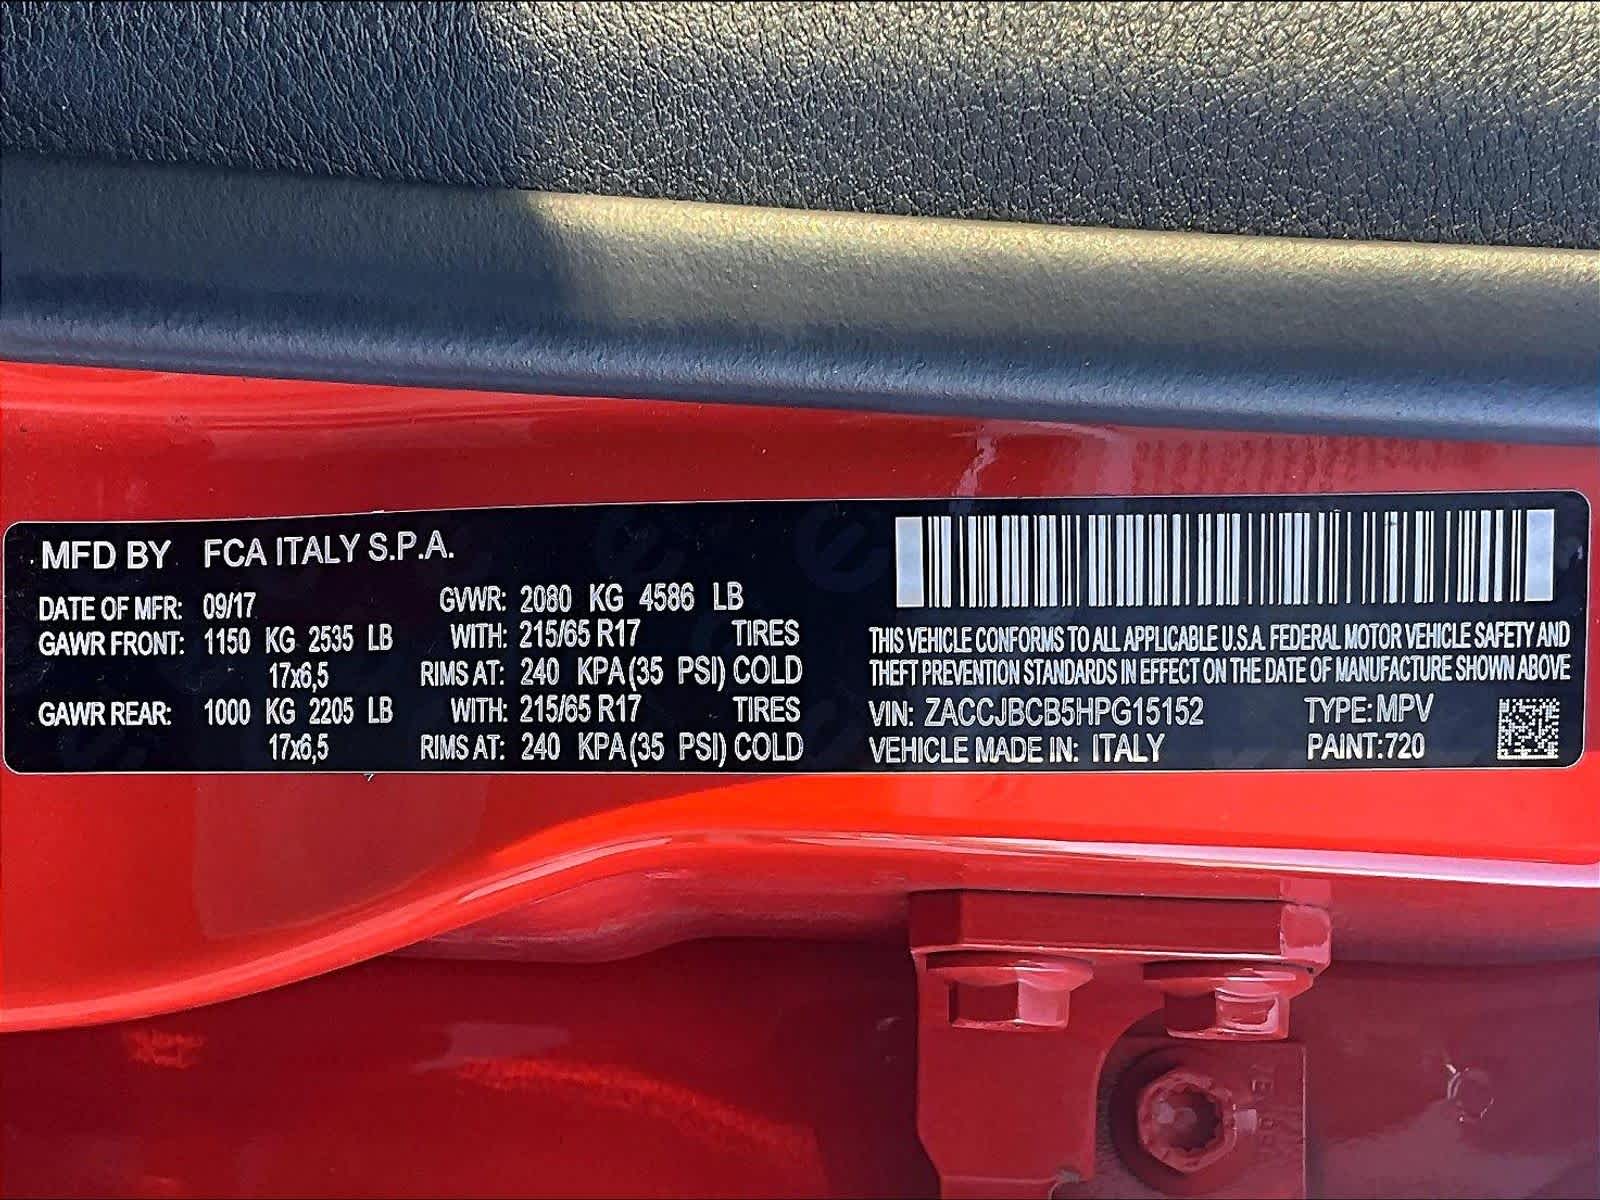 MFD BY FCA ITALY S.P.A.
DATE OF MFR: 09/17 GVWR: 2080 KG 4586 LB
GAWR FRONT: 1150 KG 2535 LB WITH: 215/65 R17 TIRES
17x6,5 RIMS AT: 240 KPA (35 PSI) COLD
GAWR REAR: 1000 KG 2205 LB WITH: 215/65 R17 TIRES
17x6,5 RIMS AT: 240 KPA (35 PSI) COLD
THIS VEHICLE CONFORMS TO ALL APPLICABLE U.S.A. FEDERAL MOTOR VEHICLE SAFETY AND
THEFT PREVENTION STANDARDS IN EFFECT ON THE DATE OF MANUFACTURE SHOWN ABOVE
VIN: ZACCJBCB5HPG15152 TYPE: MPV
VEHICLE MADE IN: ITALY PAINT: 720